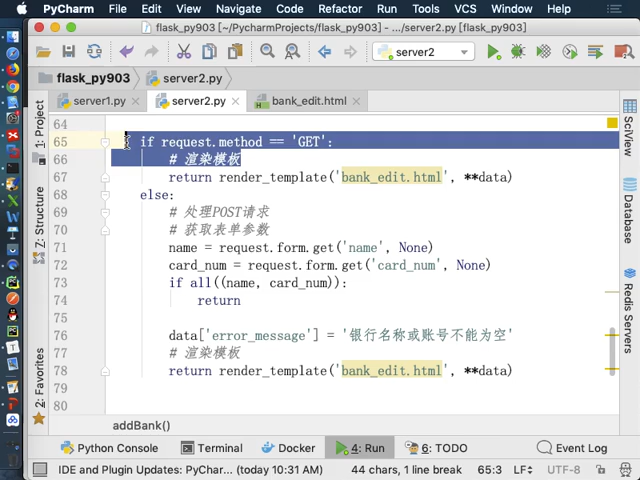 PyCharm File Edit View Navigate Code Refactor Run Tools VCS Window Help
flask_py903 [~/PycharmProjects/flask_py903] - .../server2.py [flask_py903]
server2
flask_py903 server2.py
server1.py server2.py bank_edit.html
1: Project
Z: Structure
2: Favorites
SciView
Database
Redis Servers
64
65 if request.method == 'GET':
66 # 渲染模板
67 return render_template('bank_edit.html', **data)
68 else:
69 # 处理POST请求
70 # 获取表单参数
71 name = request.form.get('name', None)
72 card_num = request.form.get('card_num', None)
73 if all((name, card_num)):
74 return
75
76 data['error_message'] = '银行名称或账号不能为空'
77 # 渲染模板
78 return render_template('bank_edit.html', **data)
79
80
addBank()
Python Console Terminal Docker 4: Run 6: TODO Event Log
IDE and Plugin Updates: PyChar... (today 10:31 AM) 44 chars, 1 line break 65:3 LF UTF-8